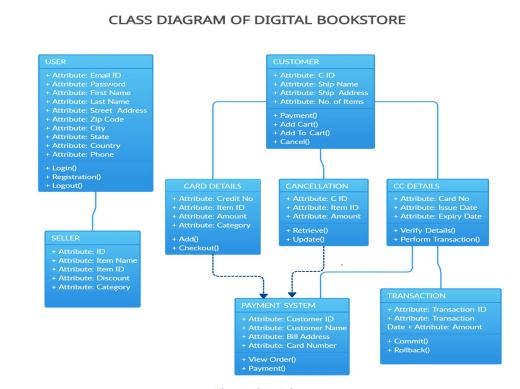 CLASS DIAGRAM OF DIGITAL BOOKSTORE
USER
+ Attribute: Email ID
+ Attribute: Password
+ Attribute: First Name
+ Attribute: Last Name
+ Attribute: Street Address
+ Attribute: Zip Code
+ Attribute: City
+ Attribute: State
+ Attribute: Country
+ Attribute: Phone
+ Login()
+ Registration()
+ Logout()
CUSTOMER
+ Attribute: C ID
+ Attribute: Ship Name
+ Attribute: Ship Address
+ Attribute: No. of Items
+ Payment()
+ Add Cart()
+ Add To Cart()
+ Cancel()
CARD DETAILS
+ Attribute: Credit No
+ Attribute: Item ID
+ Attribute: Amount
+ Attribute: Category
+ Add()
+ Checkout()
CANCELLATION
+ Attribute: C ID
+ Attribute: Item ID
+ Attribute: Amount
+ Retrieve()
+ Update()
CC DETAILS
+ Attribute: Card No
+ Attribute: Issue Date
+ Attribute: Expiry Date
+ Verify Details()
+ Perform Transaction()
SELLER
+ Attribute: ID
+ Attribute: Item Name
+ Attribute: Item ID
+ Attribute: Discount
+ Attribute: Category
PAYMENT SYSTEM
+ Attribute: Customer ID
+ Attribute: Customer Name
+ Attribute: Bill Address
+ Attribute: Card Number
+ View Order()
+ Payment()
TRANSACTION
+ Attribute: Transaction ID
+ Attribute: Transaction
Date + Attribute: Amount
+ Commit()
+ Rollback()